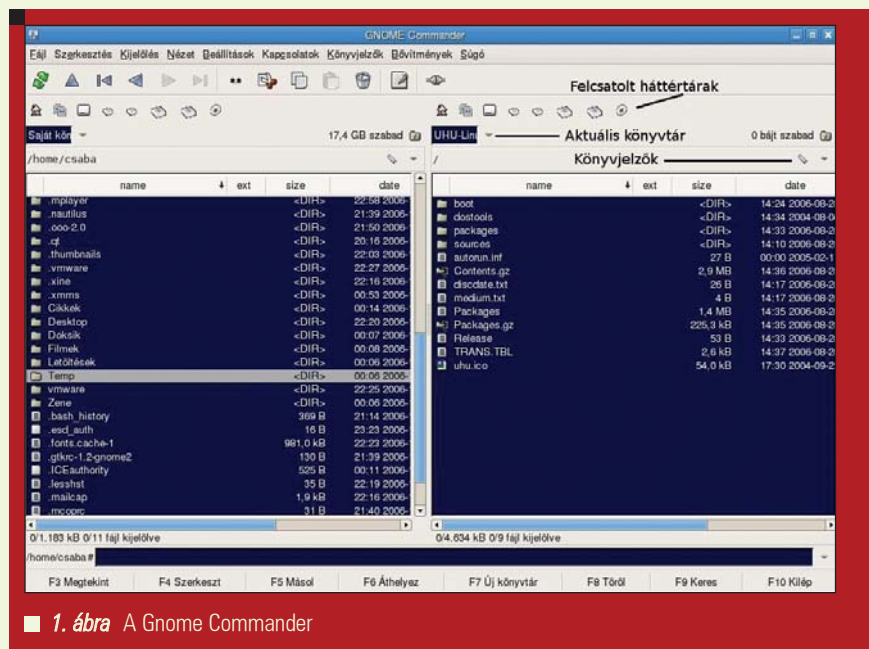 GNOME Commander
Fájl Szerkesztés Kijelölés Nézet Beállítások Kapcsolatok Könyvjelzők Bővítmények Súgó
Felcsatolt háttértárak
Saját kön 17,4 GB szabad UHU-Lin Aktuális könyvtár 0 bájt szabad
/home/csaba / Könyvjelzők
name ext size date name ext size date
.mplayer <DIR> 22:58 2006-
.nautilus <DIR> 21:39 2006-
.ooo-2.0 <DIR> 21:50 2006-
.qt <DIR> 20:16 2006-
.thumbnails <DIR> 22:03 2006-
.vmware <DIR> 22:27 2006-
.xine <DIR> 22:16 2006-
.xmms <DIR> 00:53 2006-
Cikkek <DIR> 00:14 2006-
Desktop <DIR> 22:20 2006-
Doksik <DIR> 00:07 2006-
Filmek <DIR> 00:08 2006-
Letöltések <DIR> 00:06 2006-
Temp <DIR> 00:06 2006-
vmware <DIR> 22:25 2006-
Zene <DIR> 00:06 2006-
.bash_history 369 B 21:14 2006-
.esd_auth 16 B 23:23 2006-
.fonts.cache-1 981,0 kB 22:23 2006-
.gtkrc-1.2-gnome2 130 B 21:39 2006-
.ICEauthority 525 B 00:11 2006-
.lesshst 35 B 22:19 2006-
.mailcap 1,9 kB 22:16 2006-
.mcoprc 31 B 21:40 2006-
boot <DIR> 14:24 2006-08-2
dostools <DIR> 14:34 2004-08-0
packages <DIR> 14:33 2006-08-2
sources <DIR> 14:10 2006-08-2
autorun.inf 27 B 00:00 2005-02-1
Contents.gz 2,9 MB 14:36 2006-08-2
discdate.txt 26 B 14:17 2006-08-2
medium.txt 4 B 14:17 2006-08-2
Packages 1,4 MB 14:35 2006-08-2
Packages.gz 225,3 kB 14:35 2006-08-2
Release 53 B 14:33 2006-08-2
TRANS.TBL 2,6 kB 14:37 2006-08-2
uhu.ico 54,0 kB 17:30 2004-09-2
0/1.183 kB 0/11 fájl kijelölve 0/4.634 kB 0/9 fájl kijelölve
/home/csaba#
F3 Megtekint F4 Szerkeszt F5 Másol F6 Áthelyez F7 Új könyvtár F8 Töröl F9 Keres F10 Kilép
1. ábra A Gnome Commander